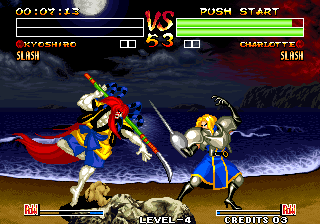 00:07:13
VS
PUSH START
53
KYOSHIRO
CHARLOTTE
SLASH
SLASH
LEVEL-4
CREDITS 03